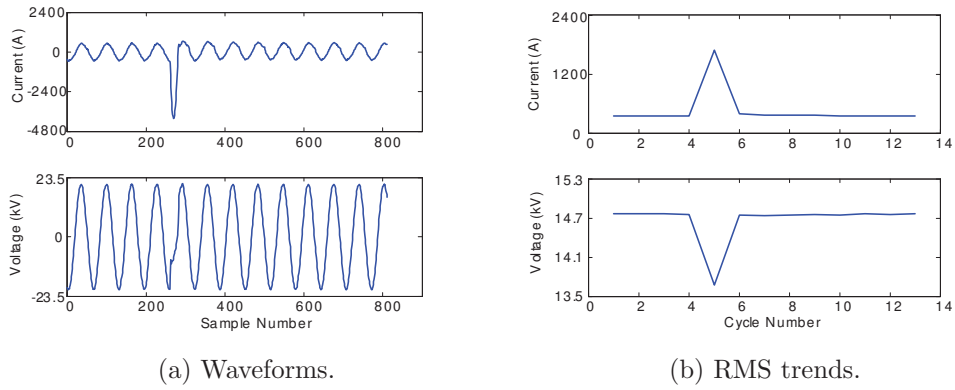 2400
0
-2400
-4800
Current (A)
0 200 400 600 800
23.5
0
-23.5
Voltage (kV)
0 200 400 600 800
Sample Number
(a) Waveforms.
2400
1200
0
Current (A)
0 2 4 6 8 10 12 14
15.3
14.7
14.1
13.5
Voltage (kV)
0 2 4 6 8 10 12 14
Cycle Number
(b) RMS trends.